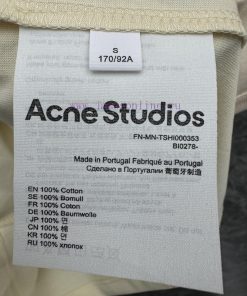 S
170/92A
Acne Studios
FN-MN-TSHI000353
BI0278-
Made in Portugal Fabriqué au Portugal
Сделано в Португалии 葡萄牙制造
EN 100% Cotton
SE 100% Bomull
FR 100% Coton
DE 100% Baumwolle
JP 100% 綿
CN 100% 棉
KR 100% 면
RU 100% хлопок